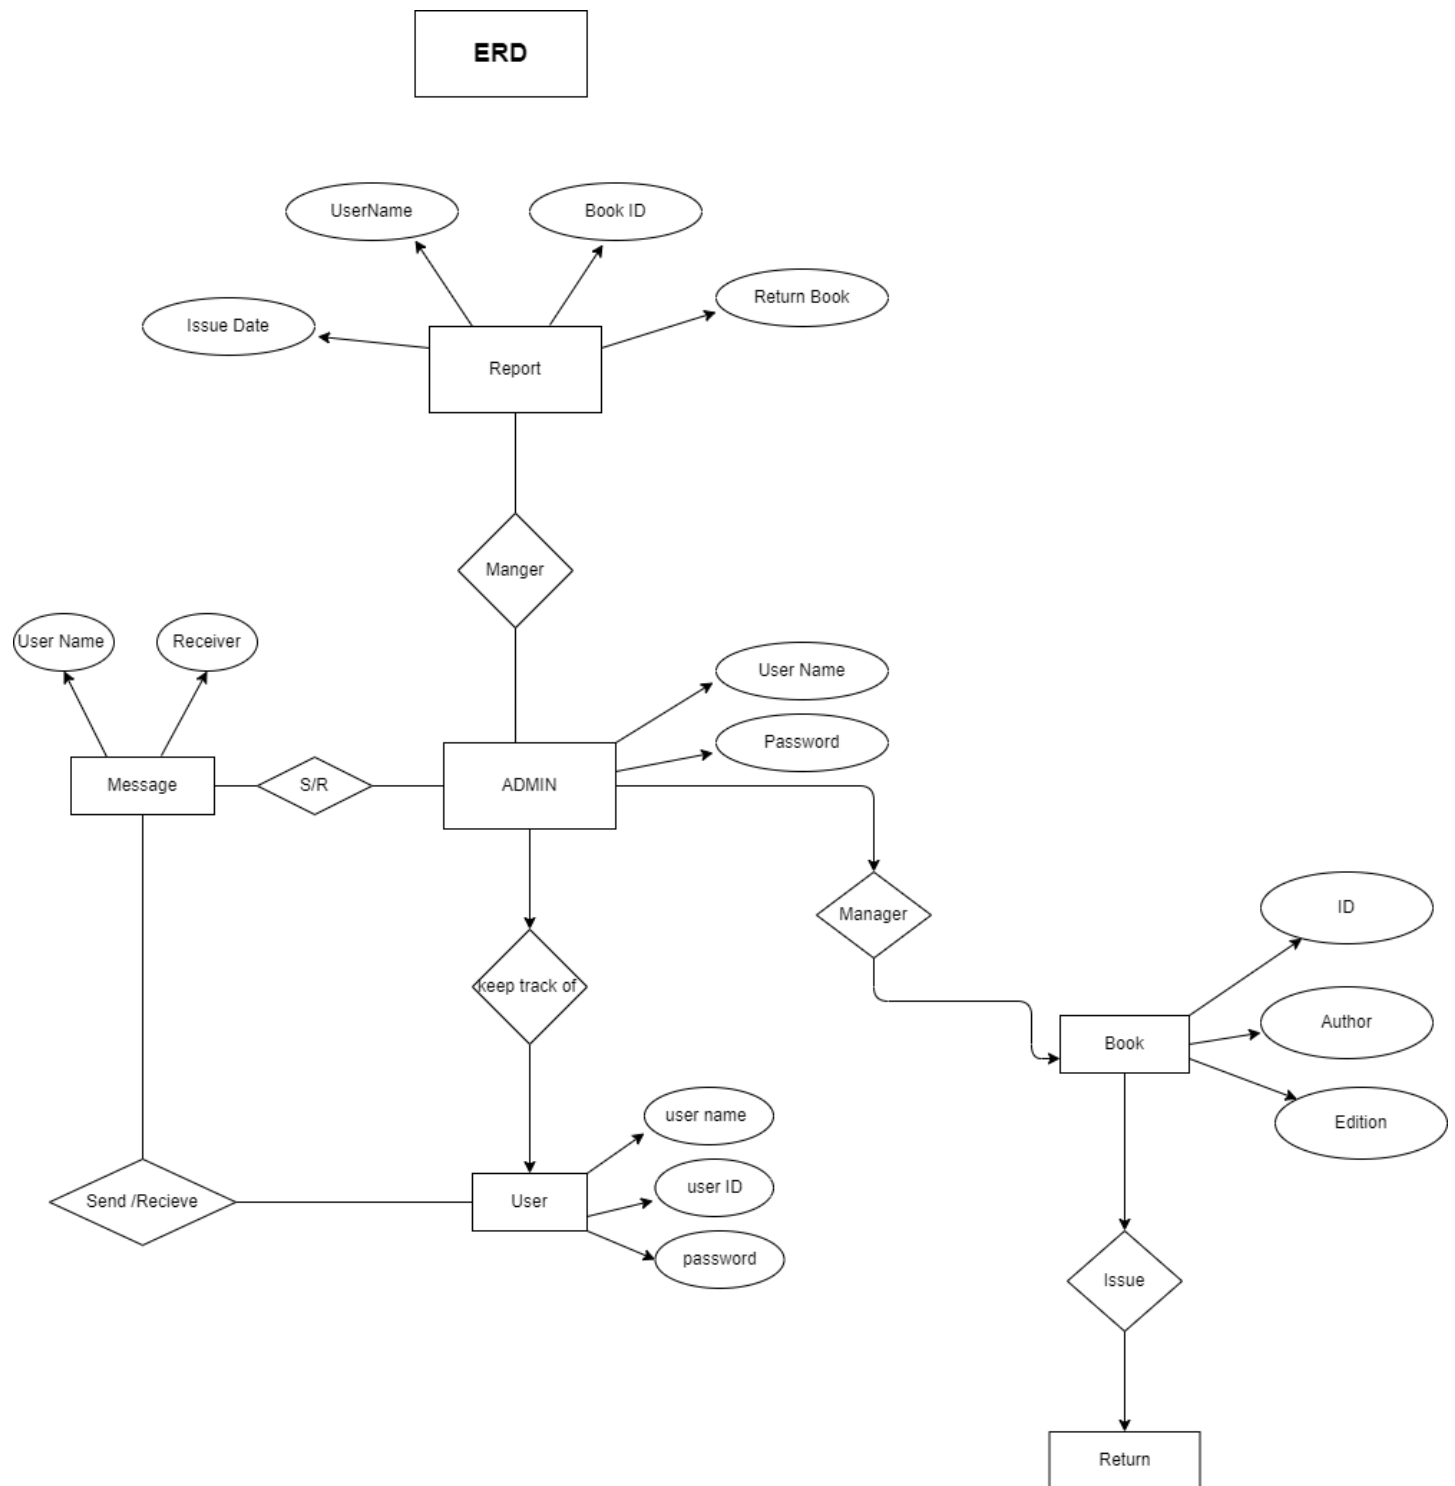 ERD
UserName
Book ID
Return Book
Issue Date
Report
Manger
User Name
Receiver
User Name
Password
Message
S/R
ADMIN
Manager
ID
keep track of
Author
Book
Edition
user name
user ID
Send /Recieve
User
password
Issue
Return